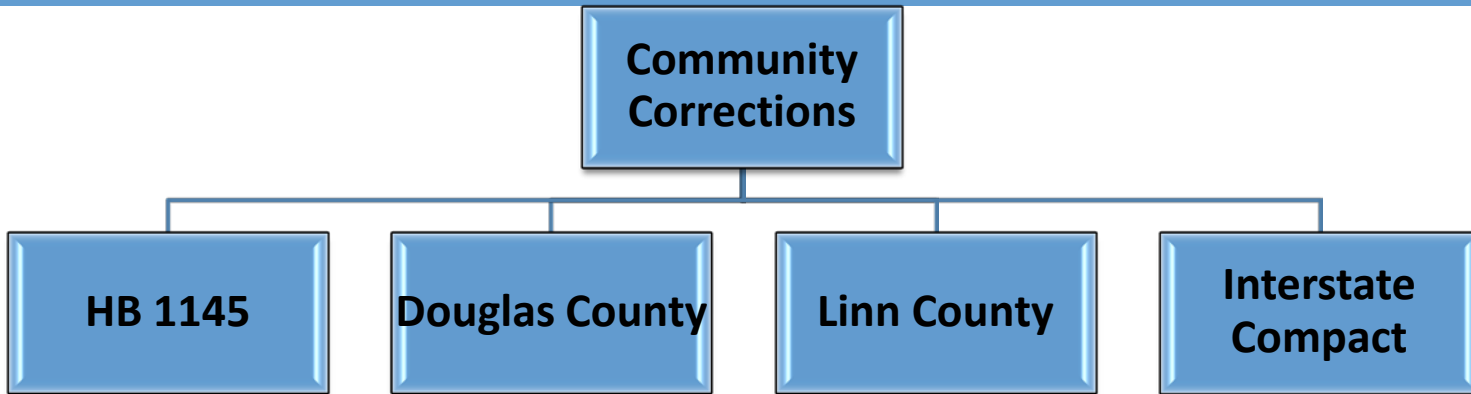 Community
Corrections
HB 1145
Douglas County
Linn County
Interstate
Compact